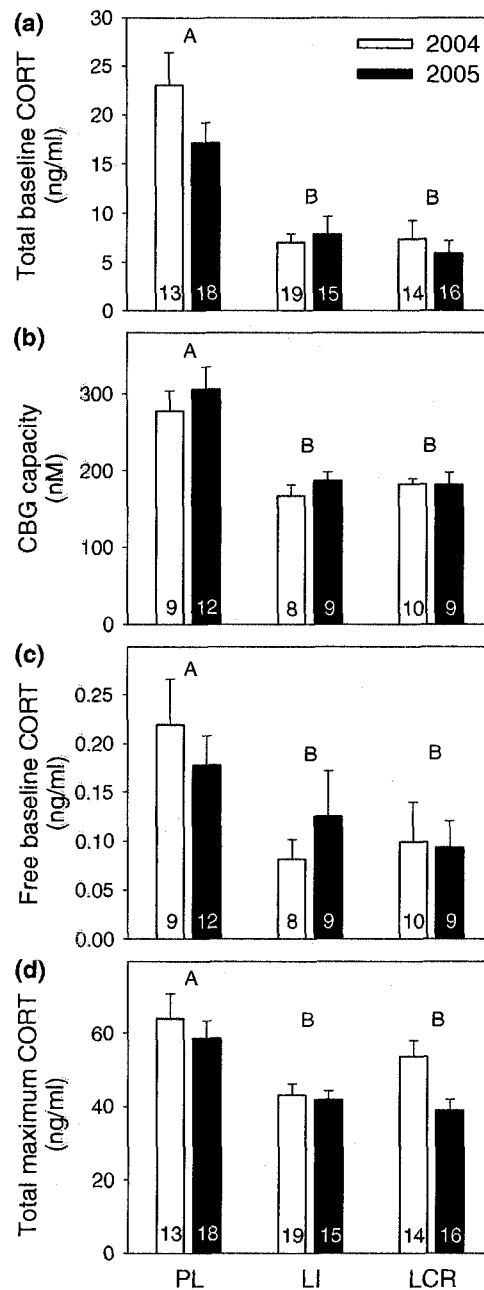 (a)
2004
2005
Total baseline CORT
(ng/ml)
30
25
20
15
10
5
0
A
B
B
13 18 19 15 14 16
(b)
CBG capacity
(nM)
300
200
100
0
A
B
B
9 12 8 9 10 9
(c)
Free baseline CORT
(ng/ml)
0.25
0.20
0.15
0.10
0.05
0.00
A
B
B
9 12 8 9 10 9
(d)
Total maximum CORT
(ng/ml)
60
40
20
0
A
B
B
13 18 19 15 14 16
PL LI LCR